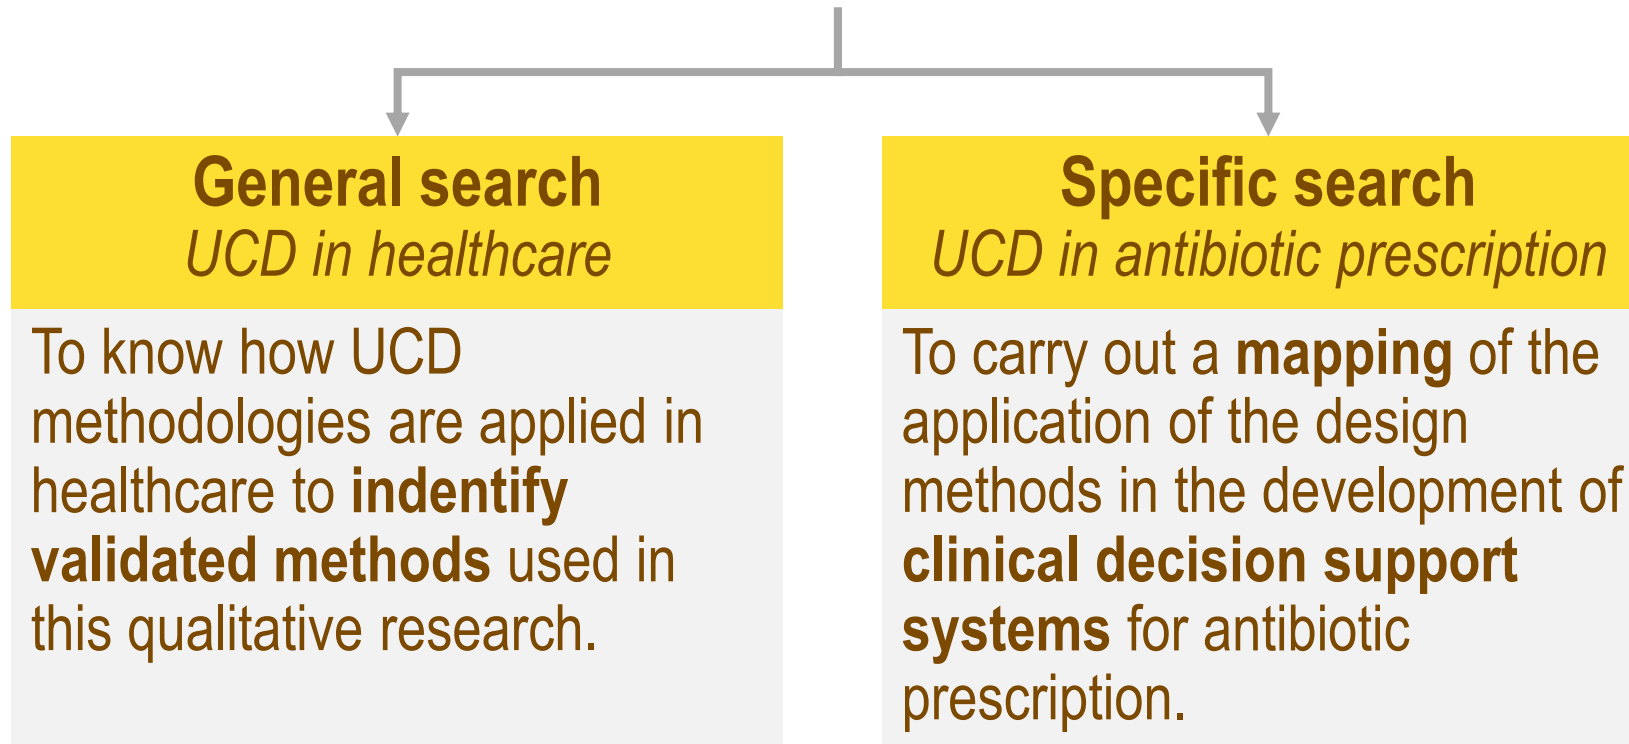 General search
UCD in healthcare
To know how UCD
methodologies are applied in
healthcare to indentify
validated methods used in
this qualitative research.
Specific search
UCD in antibiotic prescription
To carry out a mapping of the
application of the design
methods in the development of
clinical decision support
systems for antibiotic
prescription.